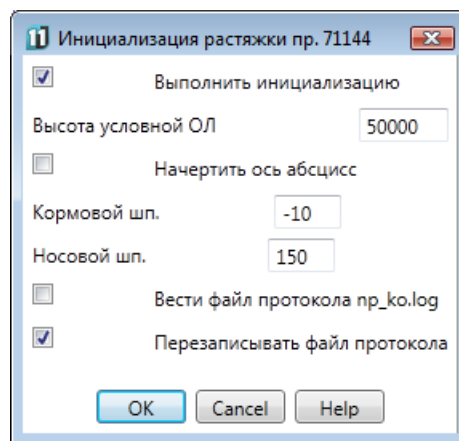 Инициализация растяжки пр. 71144
Выполнить инициализацию
Высота условной ОЛ 50000
Начертить ось абсцисс
Кормовой шп. -10
Носовой шп. 150
Вести файл протокола np_ko.log
Перезаписывать файл протокола
OK Cancel Help